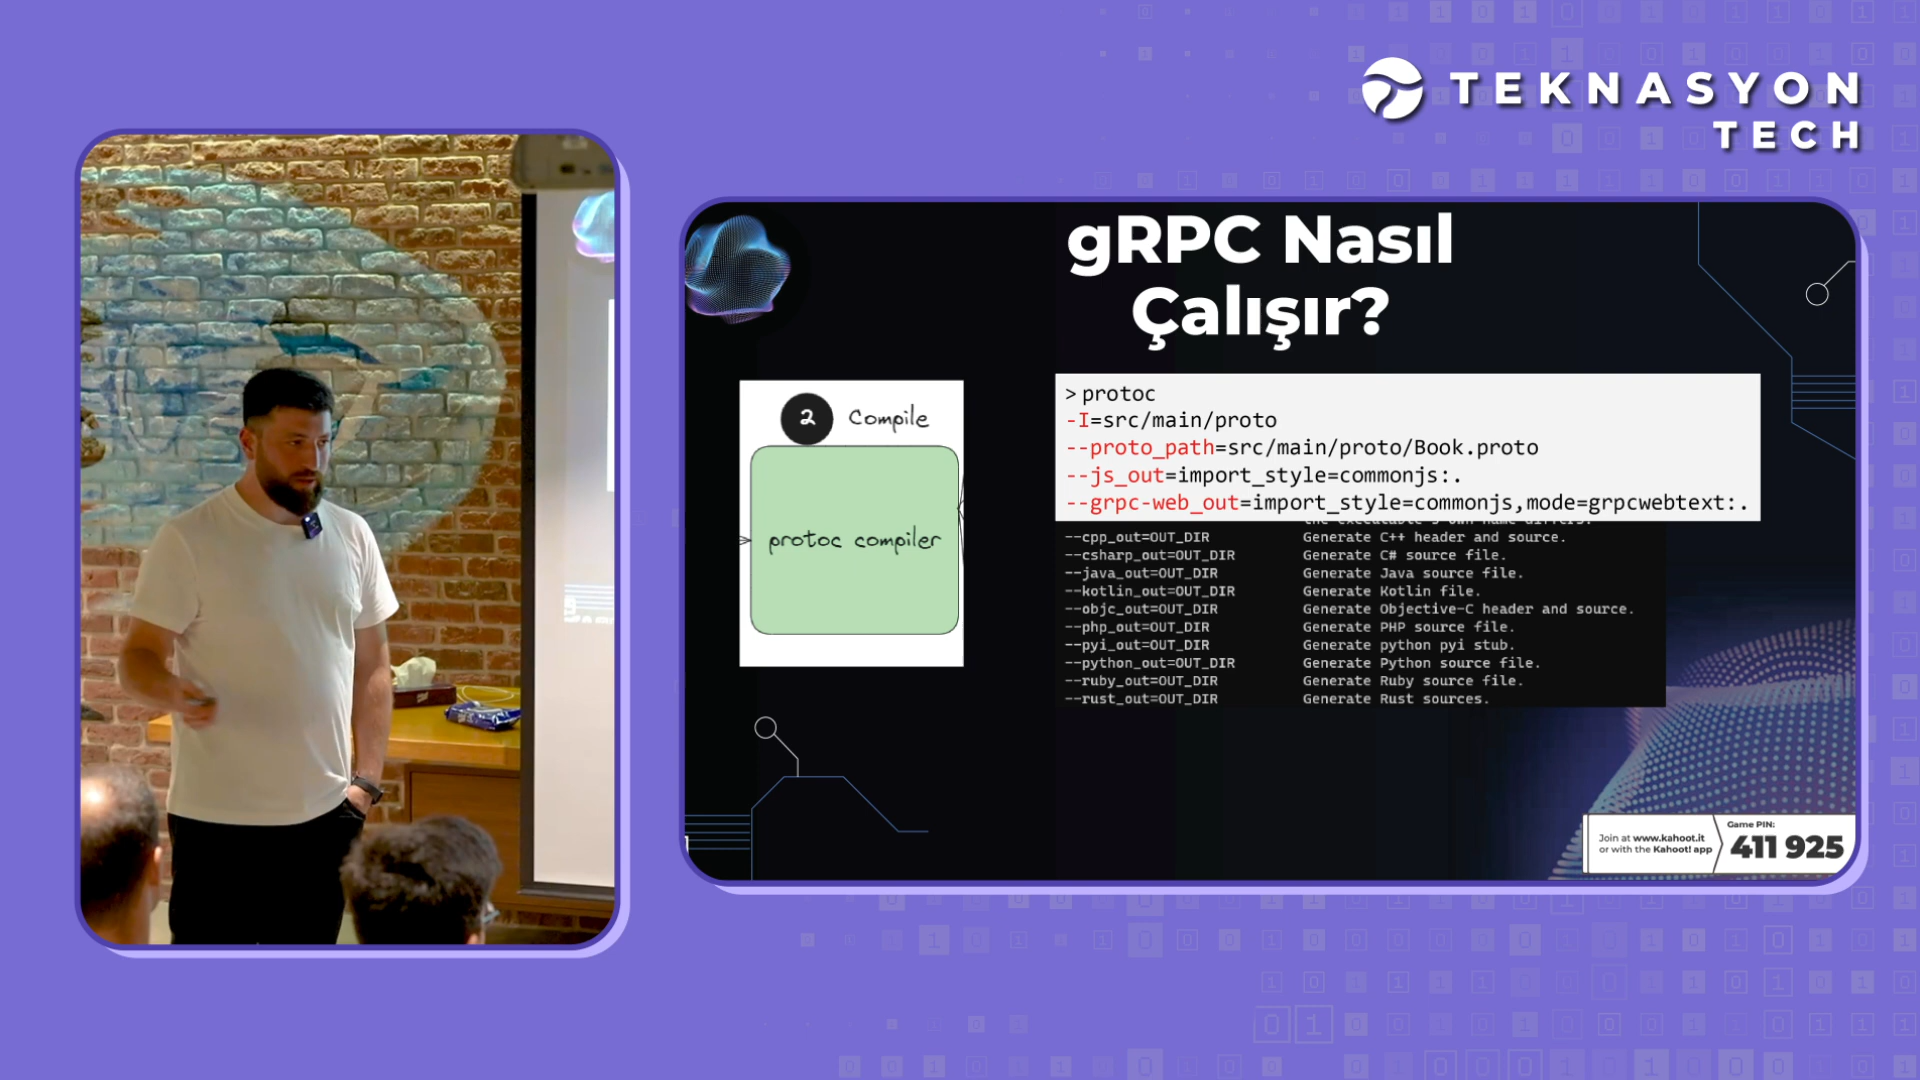 TEKNASYON
TECH
gRPC Nasıl
Çalışır?
2 Compile
protoc compiler
> protoc
-I=src/main/proto
--proto_path=src/main/proto/Book.proto
--js_out=import_style=commonjs:.
--grpc-web_out=import_style=commonjs,mode=grpcwebtext:.
the executable's own name differs.
--cpp_out=OUT_DIR Generate C++ header and source.
--csharp_out=OUT_DIR Generate C# source file.
--java_out=OUT_DIR Generate Java source file.
--kotlin_out=OUT_DIR Generate Kotlin file.
--objc_out=OUT_DIR Generate Objective-C header and source.
--php_out=OUT_DIR Generate PHP source file.
--pyi_out=OUT_DIR Generate python pyi stub.
--python_out=OUT_DIR Generate Python source file.
--ruby_out=OUT_DIR Generate Ruby source file.
--rust_out=OUT_DIR Generate Rust sources.
Join at www.kahoot.it
or with the Kahoot! app
Game PIN:
411 925